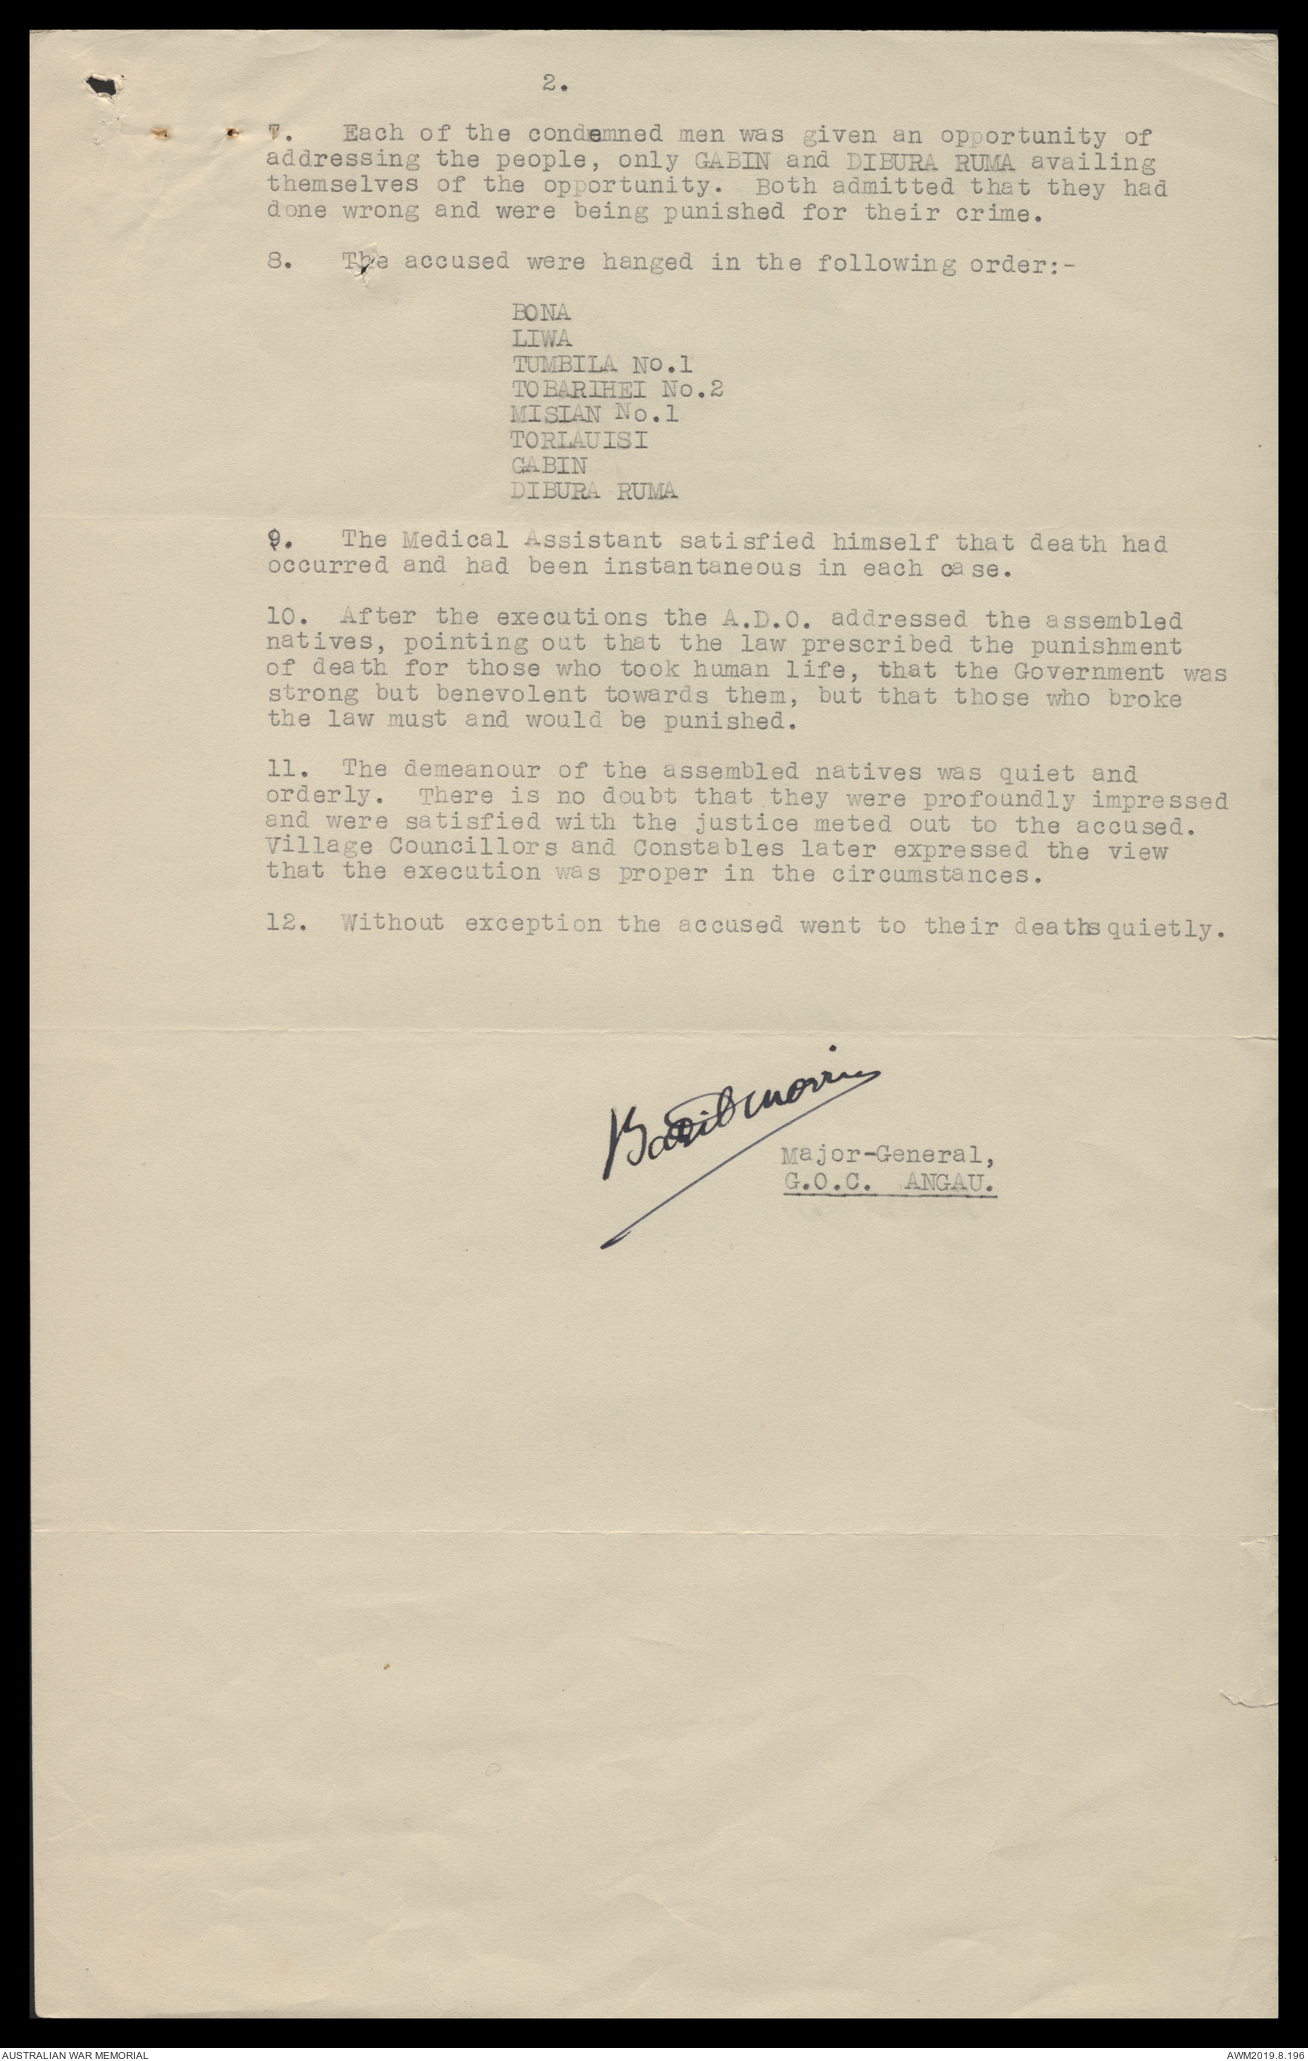 2.
7. Each of the condemned men was given an opportunity of
addressing the people, only GABIN and DIBURA RUMA availing
themselves of the opportunity. Both admitted that they had
done wrong and were being punished for their crime.
8. The accused were hanged in the following order:-
BONA
LIWA
TUMBILA No.1
TOBARIHEI No.2
MISIAN No.1
TORLAUISI
GABIN
DIBURA RUMA
9. The Medical Assistant satisfied himself that death had
occurred and had been instantaneous in each case.
10. After the executions the A.D.O. addressed the assembled
natives, pointing out that the law prescribed the punishment
of death for those who took human life, that the Government was
strong but benevolent towards them, but that those who broke
the law must and would be punished.
11. The demeanour of the assembled natives was quiet and
orderly. There is no doubt that they were profoundly impressed
and were satisfied with the justice meted out to the accused.
Village Councillors and Constables later expressed the view
that the execution was proper in the circumstances.
12. Without exception the accused went to their deaths quietly.
Basil Morris
Major-General,
G.O.C. ANGAU.
AUSTRALIAN WAR MEMORIAL
AWM2019.8.196